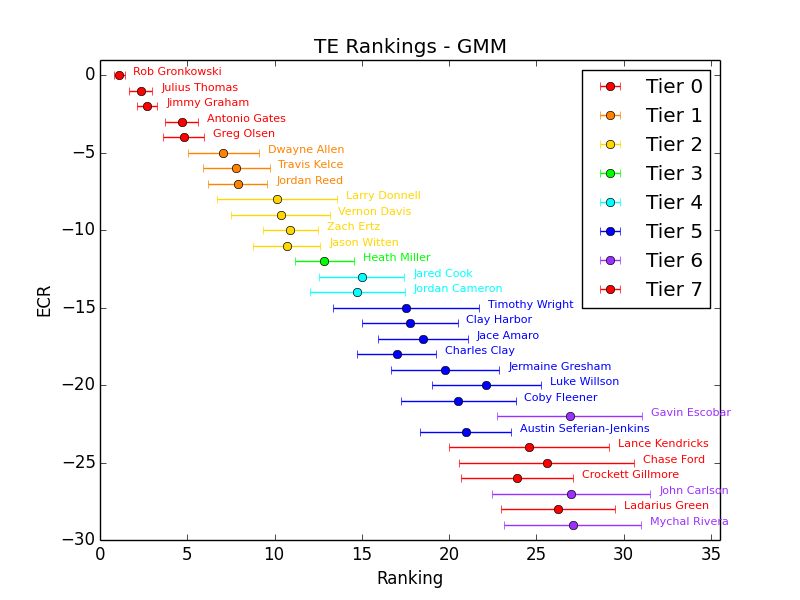 TE Rankings - GMM
0
−5
−10
−15
−20
−25
−30
ECR
Rob Gronkowski
Julius Thomas
Jimmy Graham
Antonio Gates
Greg Olsen
Dwayne Allen
Travis Kelce
Jordan Reed
Larry Donnell
Vernon Davis
Zach Ertz
Jason Witten
Heath Miller
Jared Cook
Jordan Cameron
Timothy Wright
Clay Harbor
Jace Amaro
Charles Clay
Jermaine Gresham
Luke Willson
Coby Fleener
Gavin Escobar
Austin Seferian-Jenkins
Lance Kendricks
Chase Ford
Crockett Gillmore
John Carlson
Ladarius Green
Mychal Rivera
Tier 0
Tier 1
Tier 2
Tier 3
Tier 4
Tier 5
Tier 6
Tier 7
0 5 10 15 20 25 30 35
Ranking